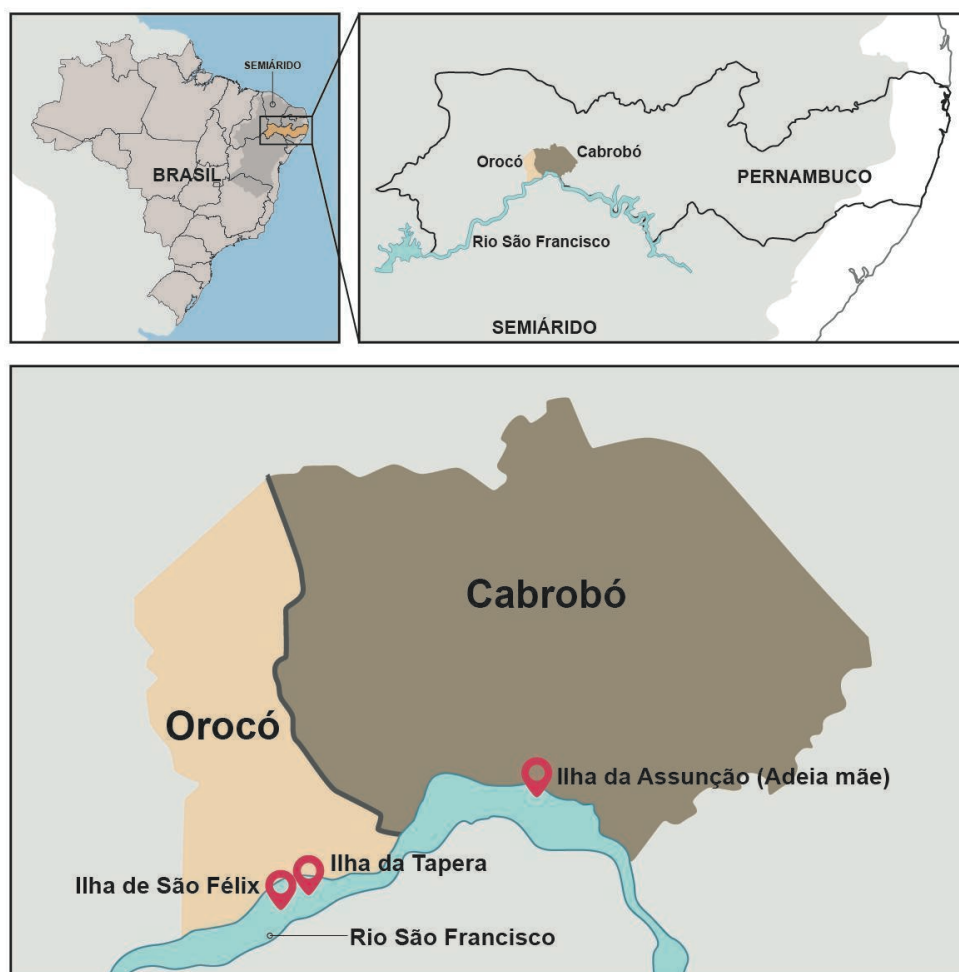 SEMIÁRIDO
BRASIL
Orocó
Cabrobó
PERNAMBUCO
Rio São Francisco
SEMIÁRIDO
Cabrobó
Orocó
Ilha da Assunção (Adeia mãe)
Ilha da Tapera
Ilha de São Félix
Rio São Francisco